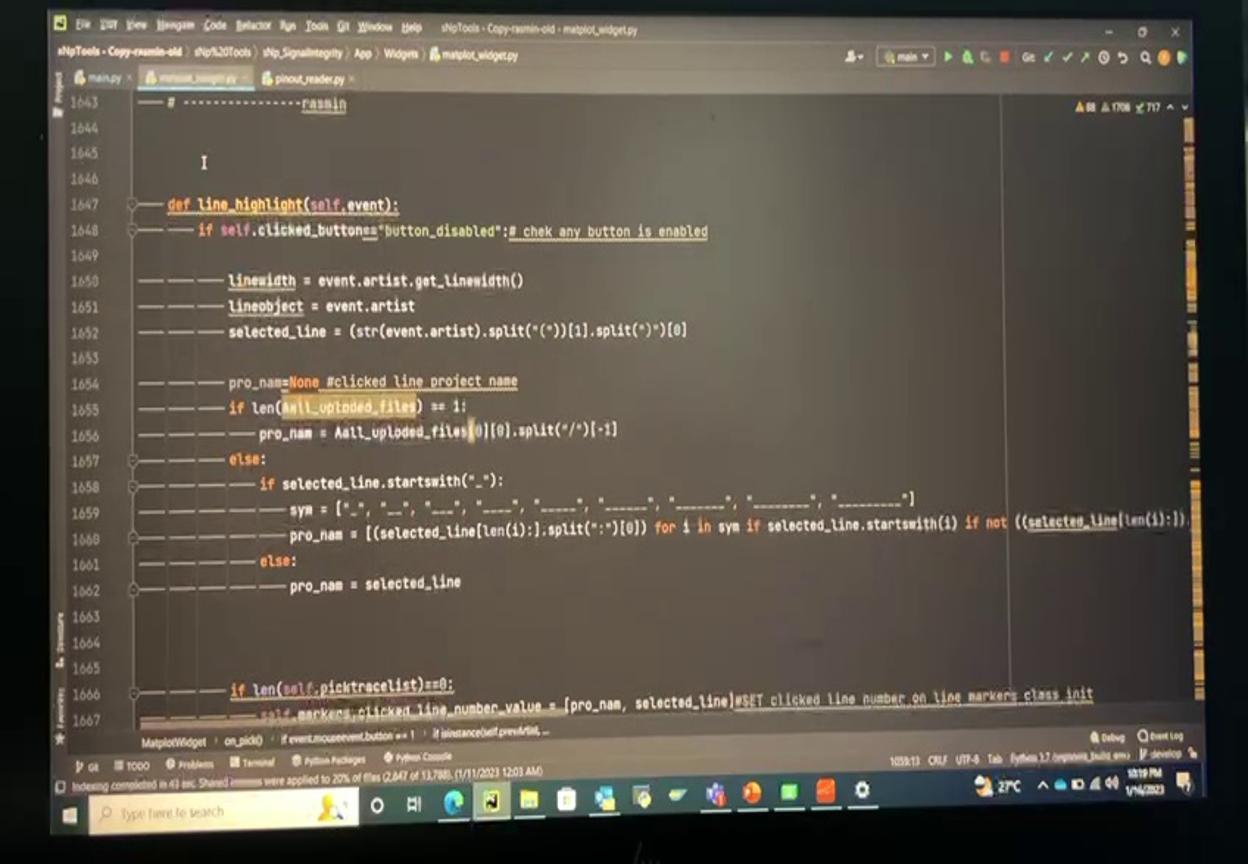 File Edit View Navigate Code Refactor Run Tools Git Window Help sNpTools - Copy-rasmin-old - matplot_widget.py
sNpTools - Copy-rasmin-old sNp%20Tools sNp_SignalIntegrity App Widgets matplot_widget.py main Git:
main.py pinout_reader.py
Project
1643 # ----------------rasmin
88 1708 717
1644
1645
1646
1647 def line_highlight(self,event):
1648 if self.clicked_button=="button_disabled":# chek any button is enabled
1649
1650 linewidth = event.artist.get_linewidth()
1651 lineobject = event.artist
1652 selected_line = (str(event.artist).split("("))[1].split(")")[0]
1653
1654 pro_nam=None #clicked line project name
1655 if len(Aall_uploded_files) == 1:
1656 pro_nam = Aall_uploded_files[0][0].split("/")[-1]
1657 else:
1658 if selected_line.startswith("_"):
1659 sym = ["_", "__", "___", "____", "_____", "______", "_______", "________", "_________"]
1660 pro_nam = [(selected_line[len(i):].split(":")[0]) for i in sym if selected_line.startswith(i) if not ((selected_line[len(i):]).
1661 else:
1662 pro_nam = selected_line
1663
1664
1665
1666 if len(self.picktracelist)==0:
1667 self.markers.clicked_line_number_value = [pro_nam, selected_line]#SET clicked line number on line markers class init
MatplotWidget on_pick() if event.mouseevent.button == 1 if isinstance(self.prevArtist, ...
Git TODO Problems Terminal Python Packages Python Console Debug Event Log
Indexing completed in 43 sec. Shared were applied to 20% of files (2,647 of 13,788). (1/11/2023 12:03 AM) 1059:13 CRLF UTF-8 Tab Python 3.7 develop
Type here to search 27°C 10:19 PM
1/16/2023